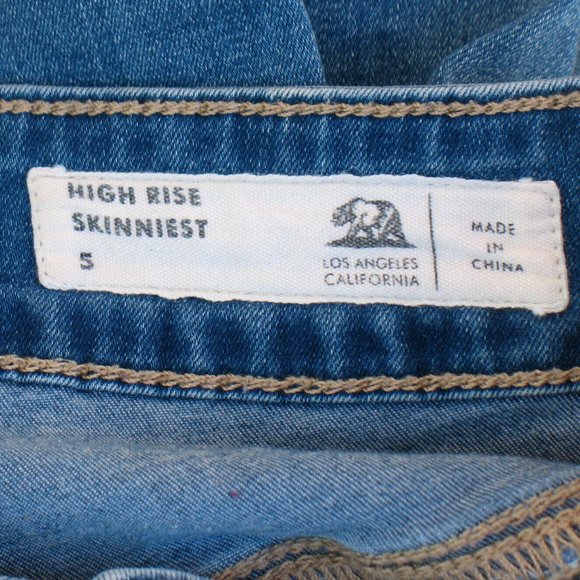 HIGH RISE
SKINNIEST
5
LOS ANGELES
CALIFORNIA
MADE
IN
CHINA